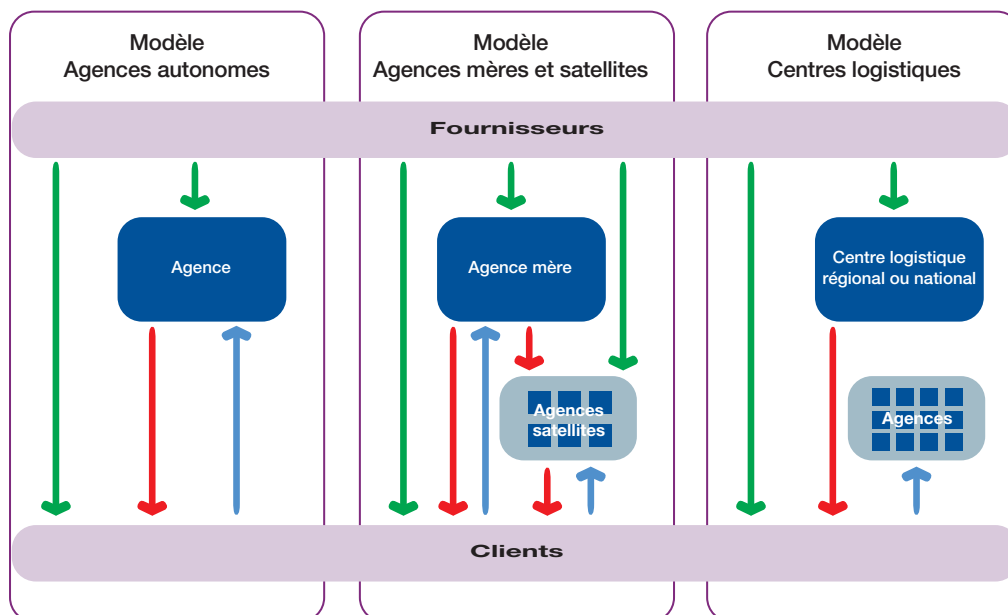 Modèle
Agences autonomes
Modèle
Agences mères et satellites
Modèle
Centres logistiques
Fournisseurs
Agence
Agence mère
Centre logistique
régional ou national
Agences
satellites
Agences
Clients